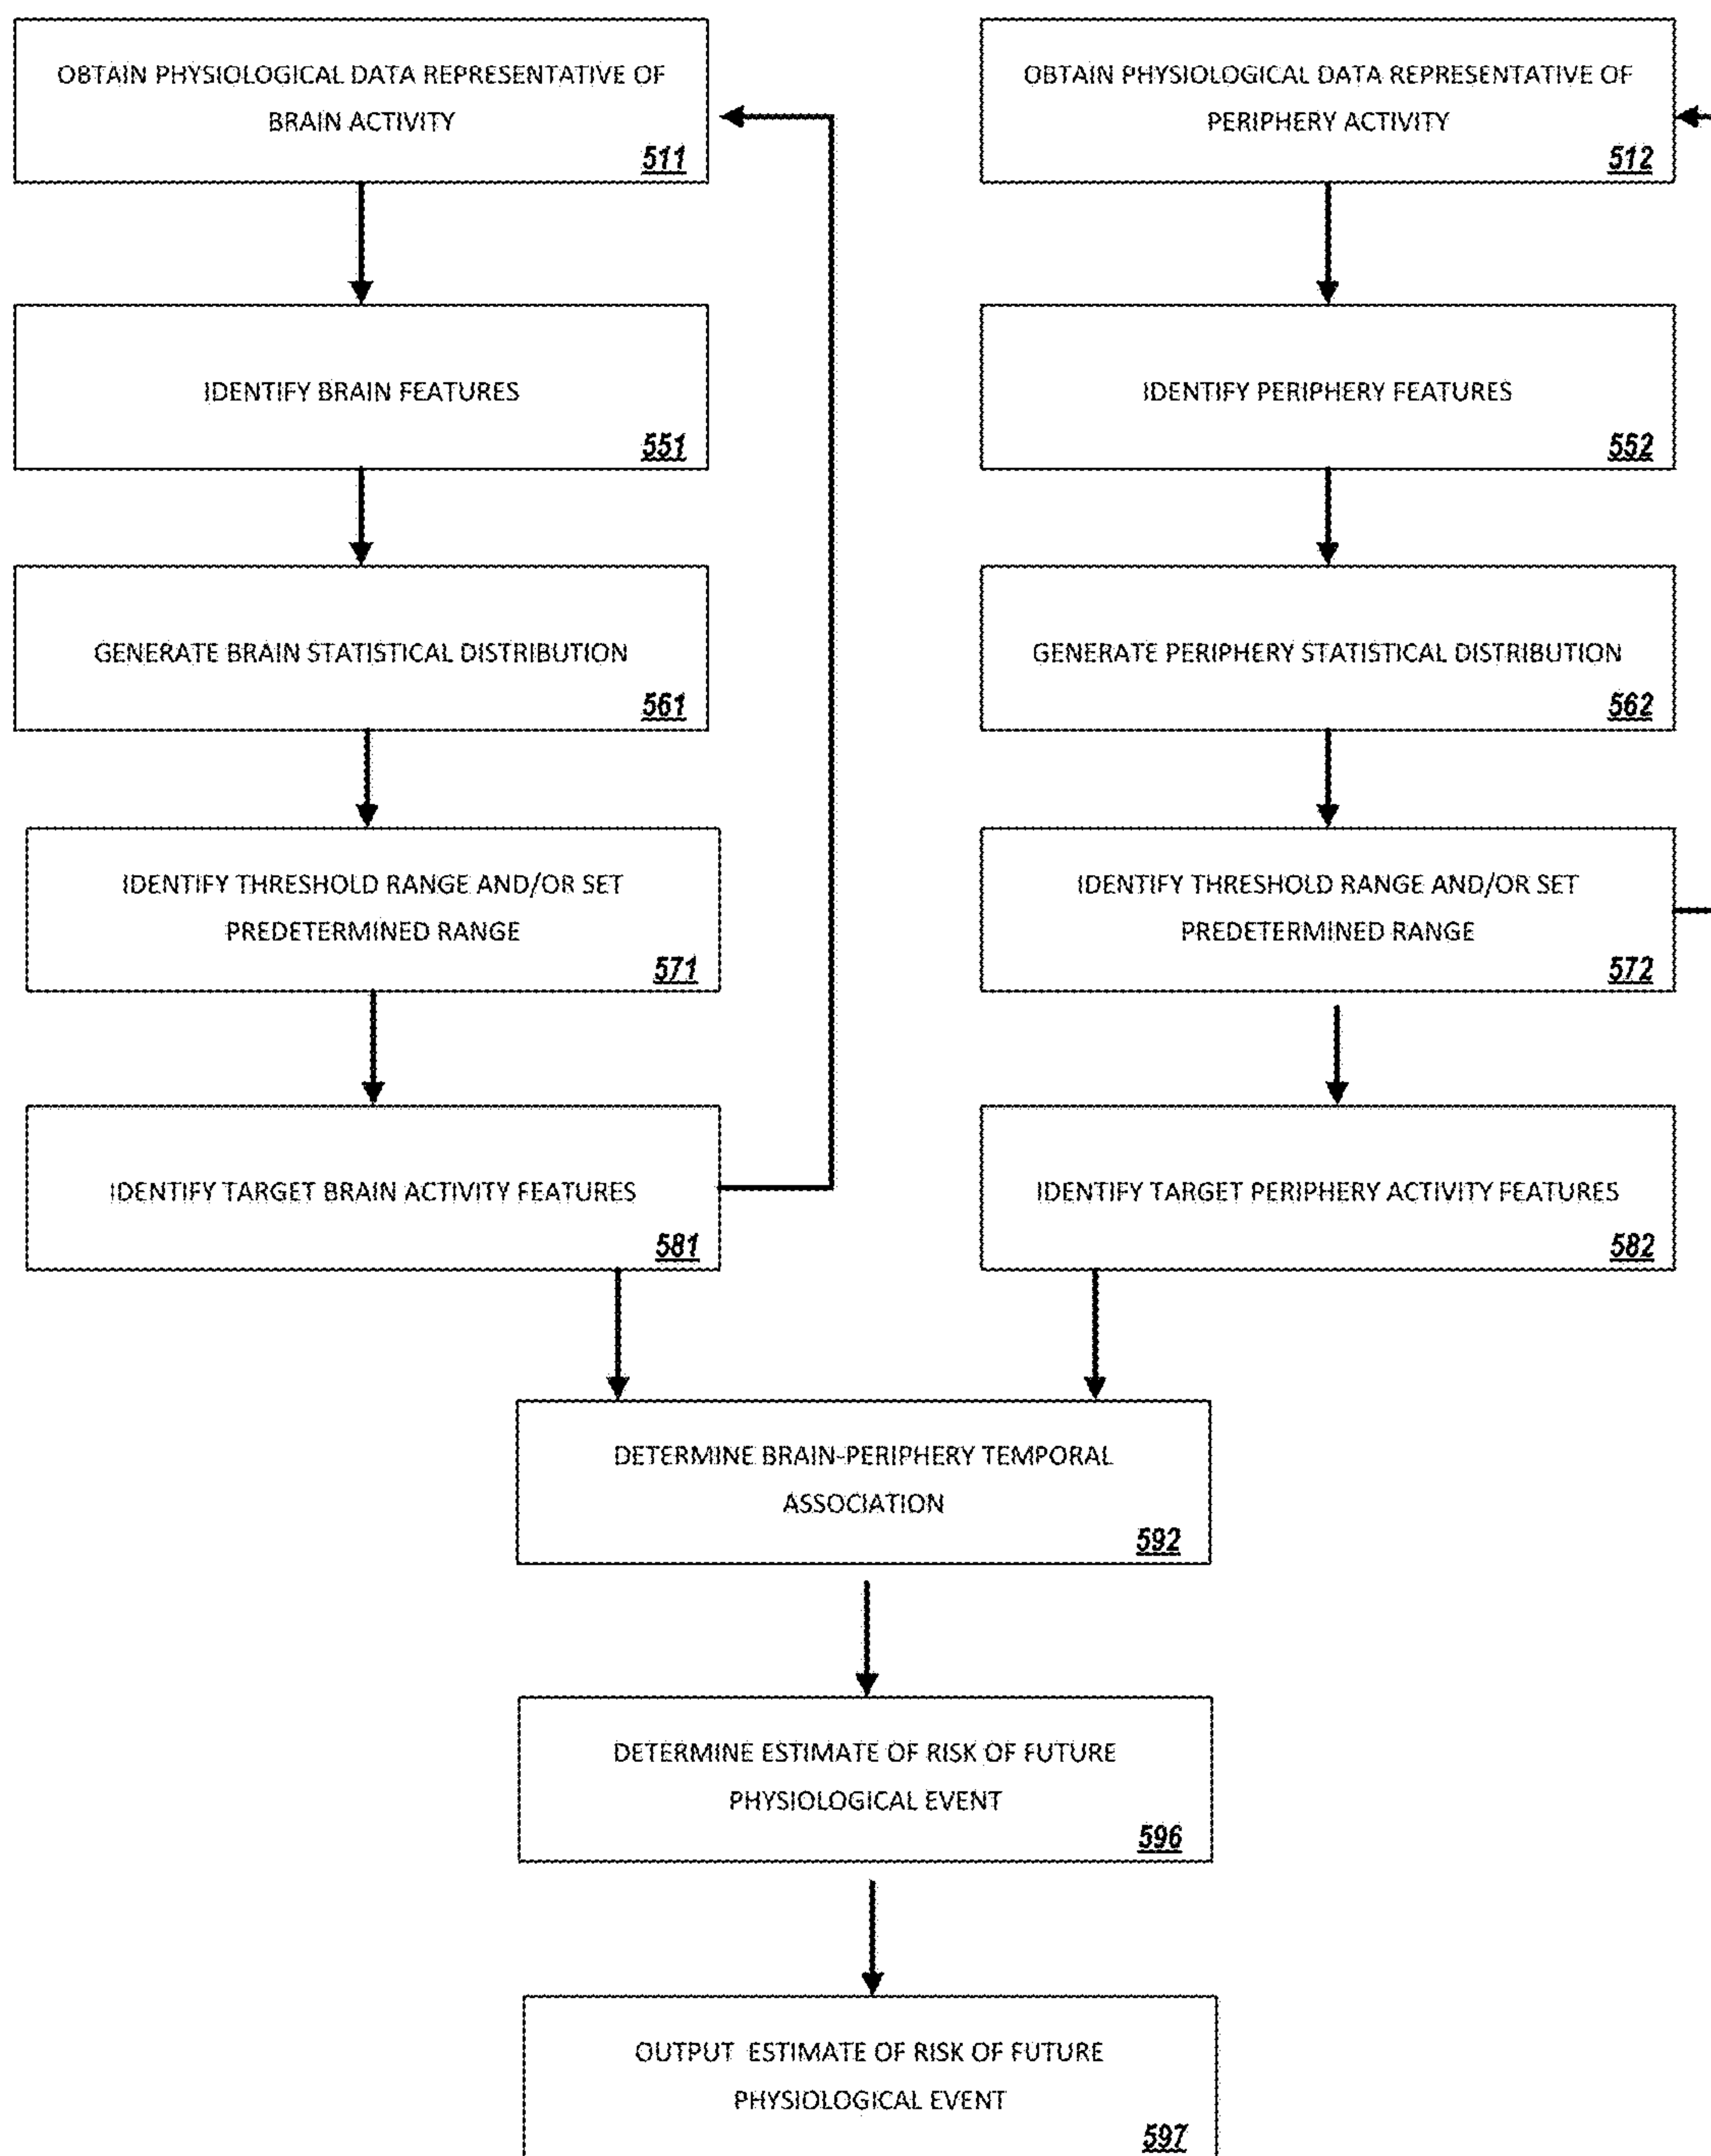 OBTAIN PHYSIOLOGICAL DATA REPRESENTATIVE OF
BRAIN ACTIVITY
511
OBTAIN PHYSIOLOGICAL DATA REPRESENTATIVE OF
PERIPHERY ACTIVITY
512
IDENTIFY BRAIN FEATURES
551
IDENTIFY PERIPHERY FEATURES
552
GENERATE BRAIN STATISTICAL DISTRIBUTION
561
GENERATE PERIPHERY STATISTICAL DISTRIBUTION
562
IDENTIFY THRESHOLD RANGE AND/OR SET
PREDETERMINED RANGE
571
IDENTIFY THRESHOLD RANGE AND/OR SET
PREDETERMINED RANGE
572
IDENTIFY TARGET BRAIN ACTIVITY FEATURES
581
IDENTIFY TARGET PERIPHERY ACTIVITY FEATURES
582
DETERMINE BRAIN-PERIPHERY TEMPORAL
ASSOCIATION
592
DETERMINE ESTIMATE OF RISK OF FUTURE
PHYSIOLOGICAL EVENT
596
OUTPUT ESTIMATE OF RISK OF FUTURE
PHYSIOLOGICAL EVENT
597